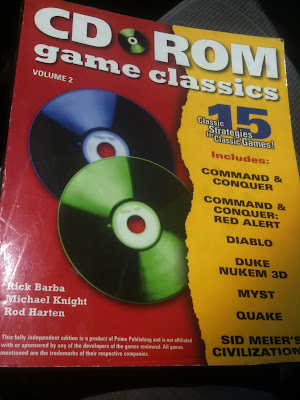 CD ROM
game classics
VOLUME 2
15
Classic
Strategies
for Classic Games!
Includes:
COMMAND &
CONQUER
COMMAND &
CONQUER:
RED ALERT
DIABLO
DUKE
NUKEM 3D
MYST
QUAKE
SID MEIER'S
CIVILIZATION
Rick Barba
Michael Knight
Rod Harten
This fully independent edition is a product of Prima Publishing and is not affiliated
with or sponsored by any of the developers of the games reviewed. All games
mentioned are the trademarks of their respective companies.